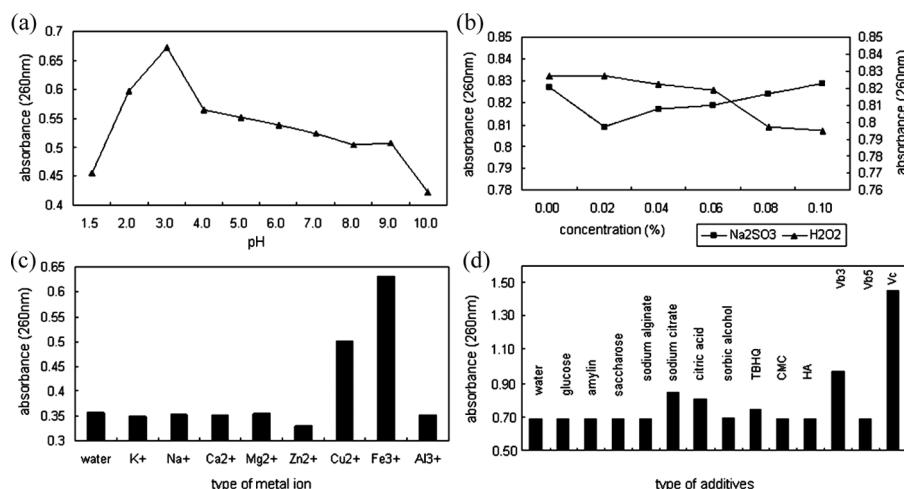 (a)
0.7
0.65
0.6
0.55
0.5
0.45
0.4
absorbance (260nm)
1.5 2.0 3.0 4.0 5.0 6.0 7.0 8.0 9.0 10.0
pH
(b)
0.85
0.84
0.83
0.82
0.81
0.8
0.79
0.78
absorbance (260nm)
0.85
0.84
0.83
0.82
0.81
0.8
0.79
0.78
0.77
0.76
absorbance (260nm)
0.00 0.02 0.04 0.06 0.08 0.10
concentration (%)
Na2SO3 H2O2
(c)
0.65
0.6
0.55
0.5
0.45
0.4
0.35
0.3
absorbance (260nm)
water K+ Na+ Ca2+ Mg2+ Zn2+ Cu2+ Fe3+ Al3+
type of metal ion
(d)
1.50
1.30
1.10
0.90
0.70
0.50
absorbance (260nm)
water
glucose
amylin
saccharose
sodium alginate
sodium citrate
citric acid
sorbic alcohol
TBHQ
CMC
HA
Vb3
Vb5
Vc
type of additives